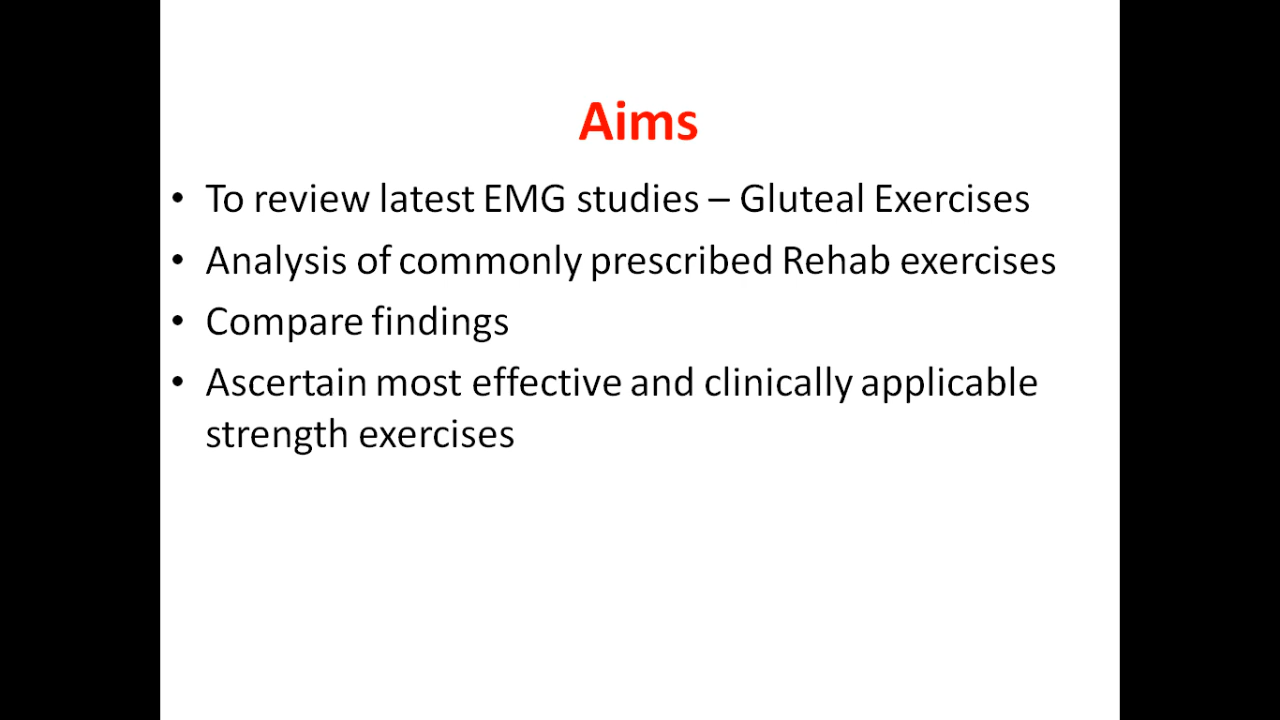 Aims
• To review latest EMG studies – Gluteal Exercises
• Analysis of commonly prescribed Rehab exercises
• Compare findings
• Ascertain most effective and clinically applicable
strength exercises